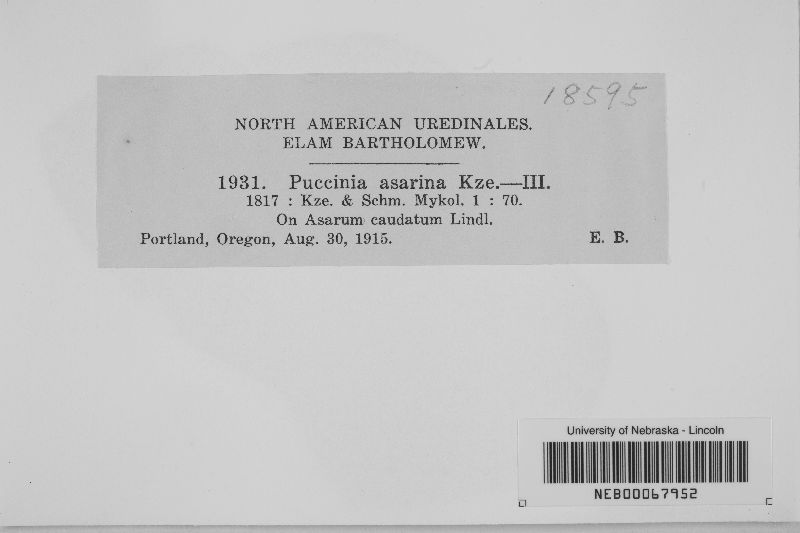 18595
NORTH AMERICAN UREDINALES.
ELAM BARTHOLOMEW.
1931. Puccinia asarina Kze.—III.
1817 : Kze. & Schm. Mykol. 1 : 70.
On Asarum caudatum Lindl.
Portland, Oregon, Aug. 30, 1915. E. B.
University of Nebraska - Lincoln
NEB00067952